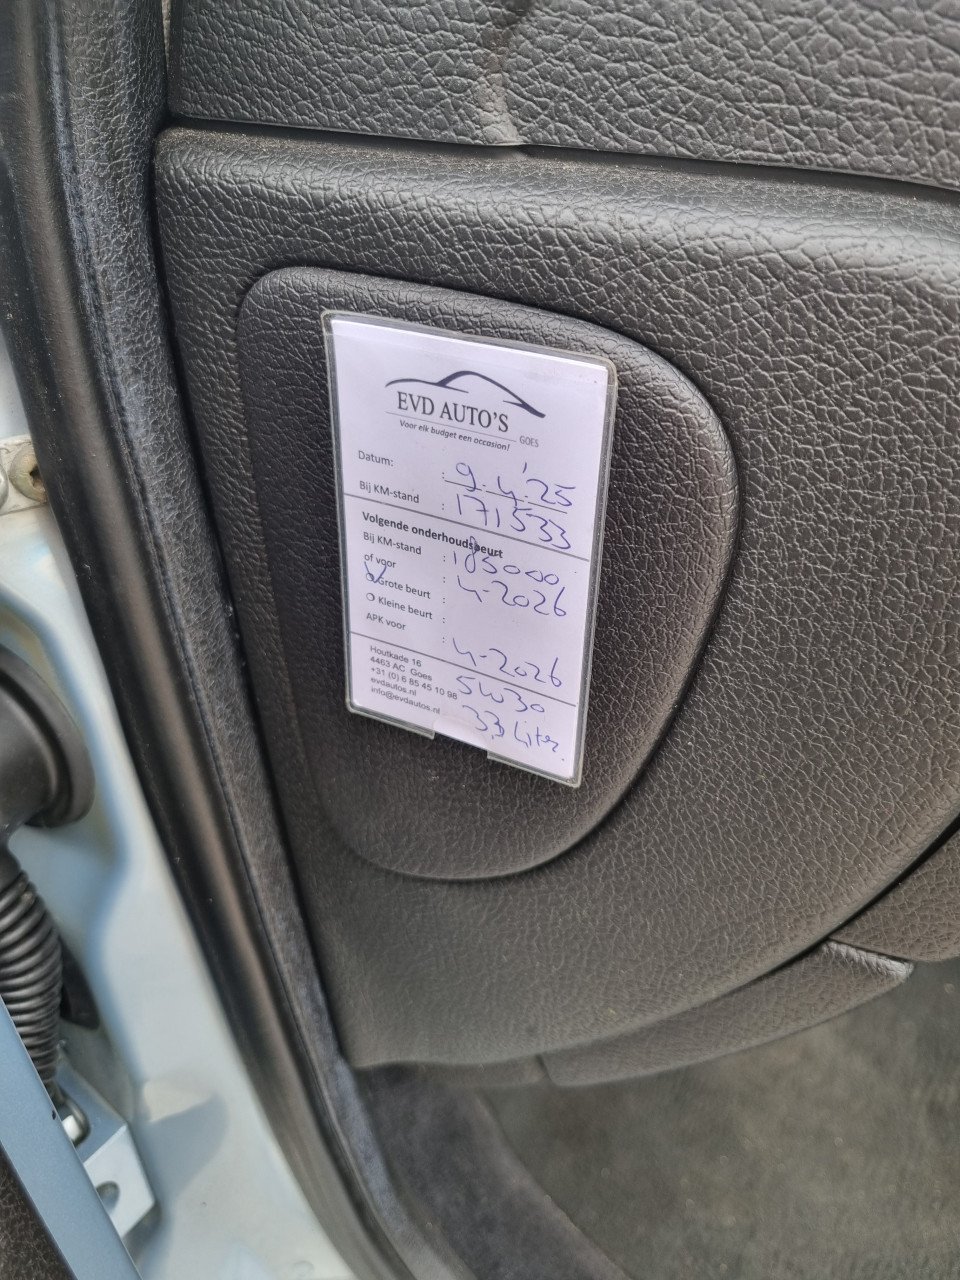 EVD AUTO'S
GOES
Voor elk budget een occasion!
Datum: : 9.4.'25
Bij KM-stand : 171533
Volgende onderhoudsbeurt
Bij KM-stand : 185000
of voor : 4-2026
Grote beurt :
Kleine beurt :
APK voor : 4-2026
Houtkade 16
4463 AC Goes
+31 (0) 6 85 45 10 98
evdautos.nl
info@evdautos.nl
5W30
3,3 Liter.